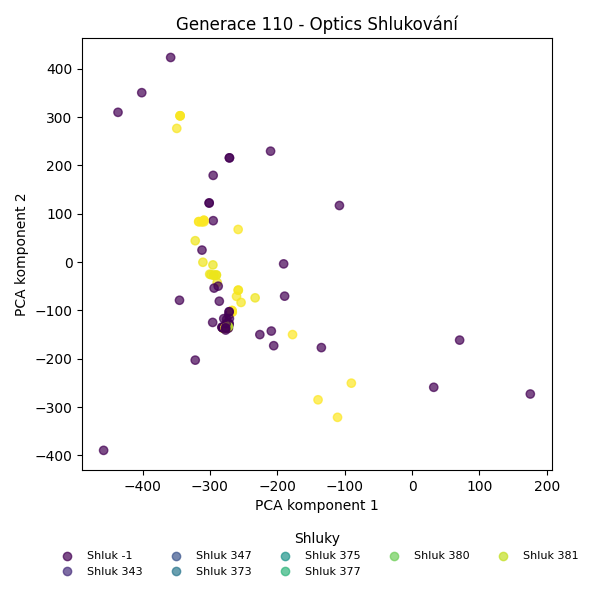 Generace 110 - Optics Shlukování
PCA komponent 2
400
300
200
100
0
−100
−200
−300
−400
−400
−300
−200
−100
0
100
200
PCA komponent 1
Shluky
Shluk -1
Shluk 347
Shluk 375
Shluk 380
Shluk 381
Shluk 343
Shluk 373
Shluk 377